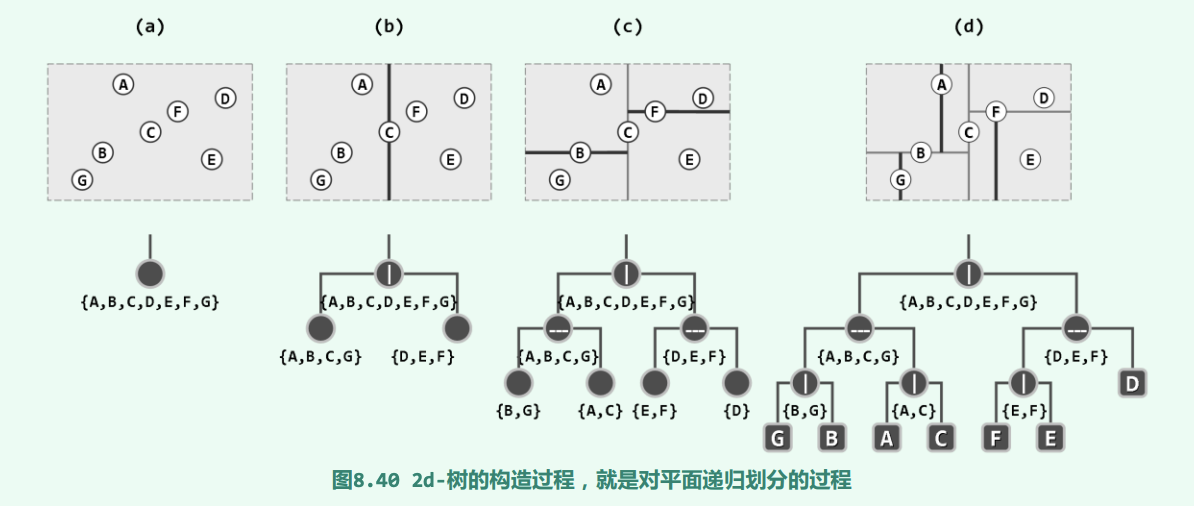 (a) (b) (c) (d)
A D F C B E G
A D F C B E G
A D F C B E G
A D F C B E G
{A,B,C,D,E,F,G}
{A,B,C,D,E,F,G}
{A,B,C,G} {D,E,F}
{A,B,C,D,E,F,G}
{A,B,C,G} {D,E,F}
{B,G} {A,C} {E,F} {D}
{A,B,C,D,E,F,G}
{A,B,C,G} {D,E,F}
D
{B,G} {A,C} {E,F}
G B A C F E
图8.40 2d-树的构造过程，就是对平面递归划分的过程